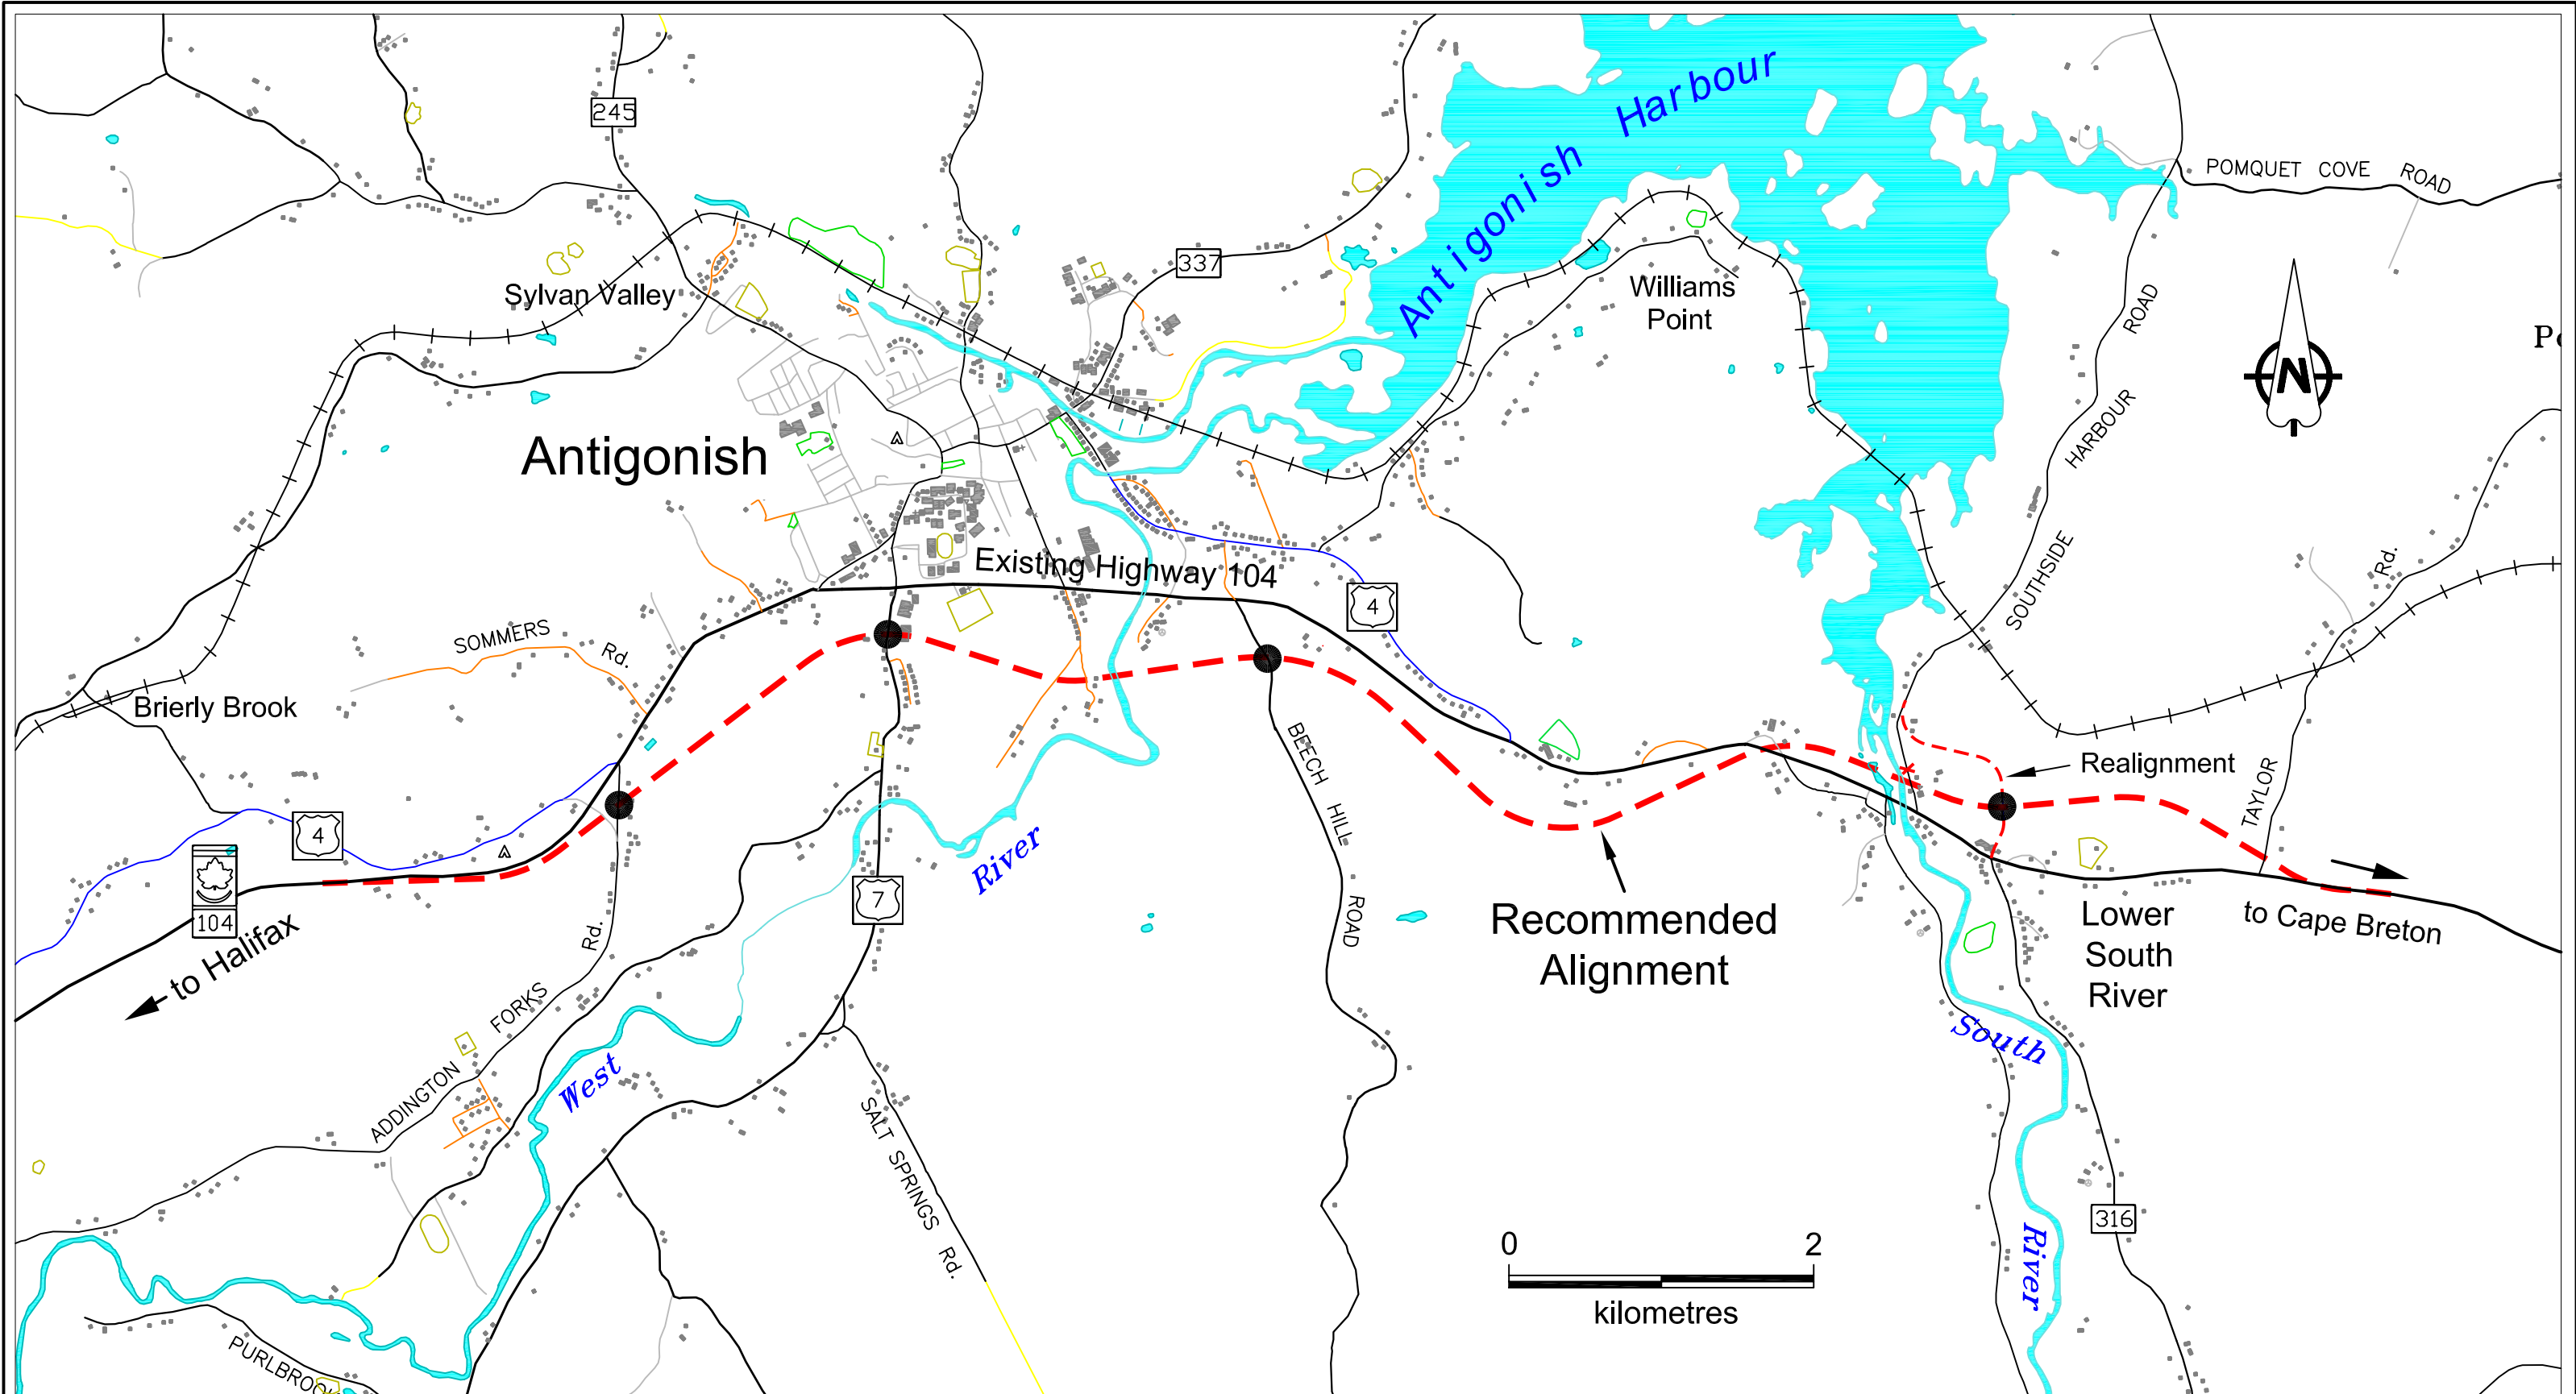 245
Antigonish Harbour
POMQUET COVE ROAD
337
Sylvan Valley
Williams
Point
SOUTHSIDE HARBOUR ROAD
N
Antigonish
Existing Highway 104
4
SOMMERS Rd.
Brierly Brook
BEECH HILL ROAD
Realignment
TAYLOR Rd.
4
104
to Halifax
River
7
Recommended
Alignment
Lower
South
River
to Cape Breton
ADDINGTON FORKS Rd.
West
South
SALT SPRINGS Rd.
316
River
0 2
kilometres